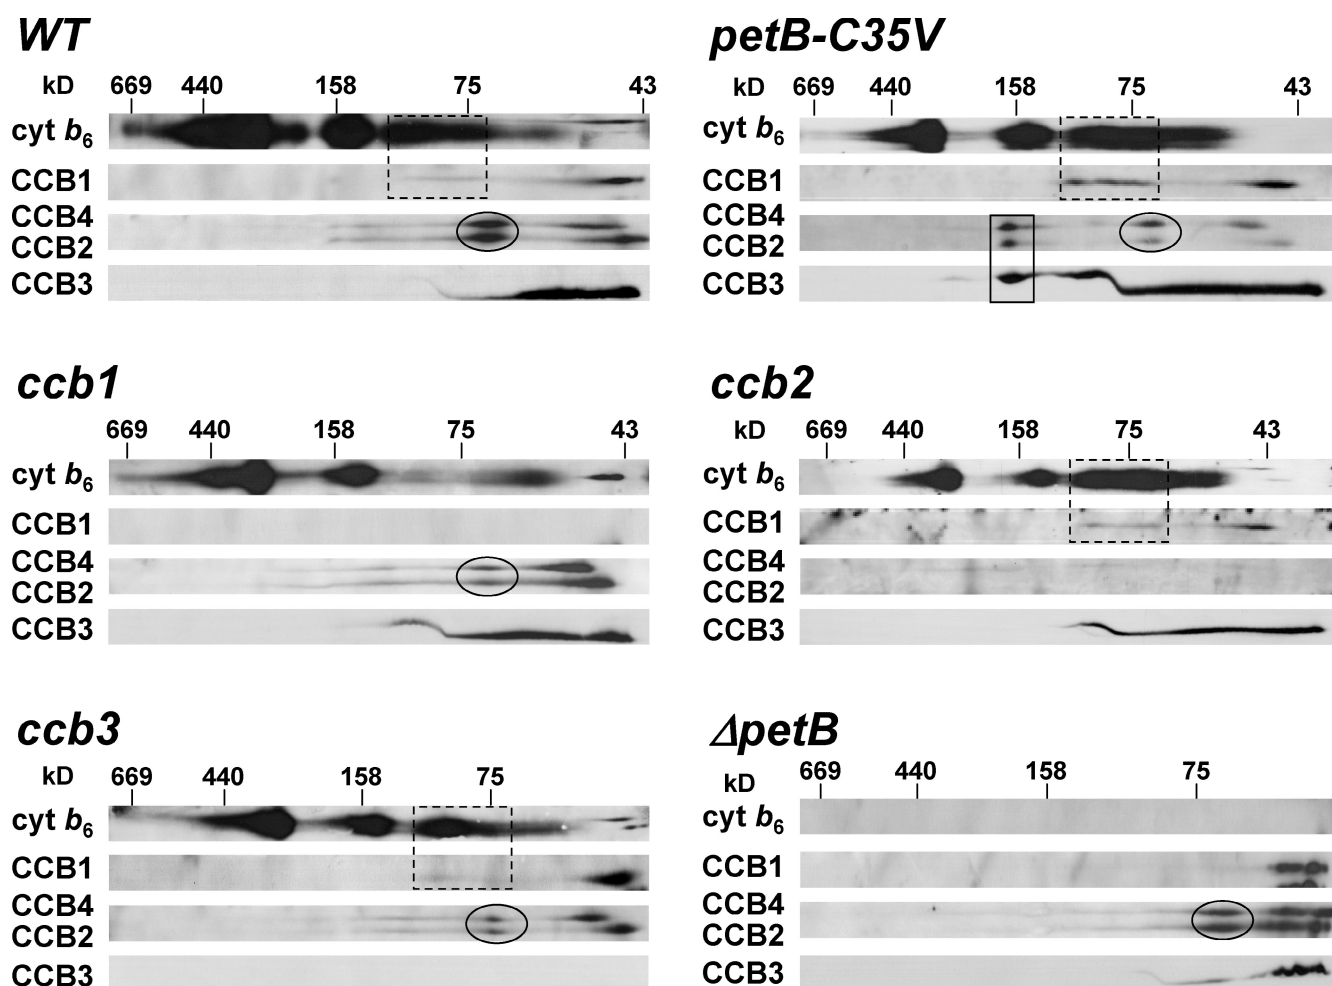 WT
kD 669 440 158 75 43
cyt b6
CCB1
CCB4
CCB2
CCB3
petB-C35V
kD 669 440 158 75 43
cyt b6
CCB1
CCB4
CCB2
CCB3
ccb1
669 440 158 75 43
cyt b6
CCB1
CCB4
CCB2
CCB3
ccb2
kD 669 440 158 75 43
cyt b6
CCB1
CCB4
CCB2
CCB3
ccb3
kD 669 440 158 75
cyt b6
CCB1
CCB4
CCB2
CCB3
ΔpetB
kD 669 440 158 75
cyt b6
CCB1
CCB4
CCB2
CCB3